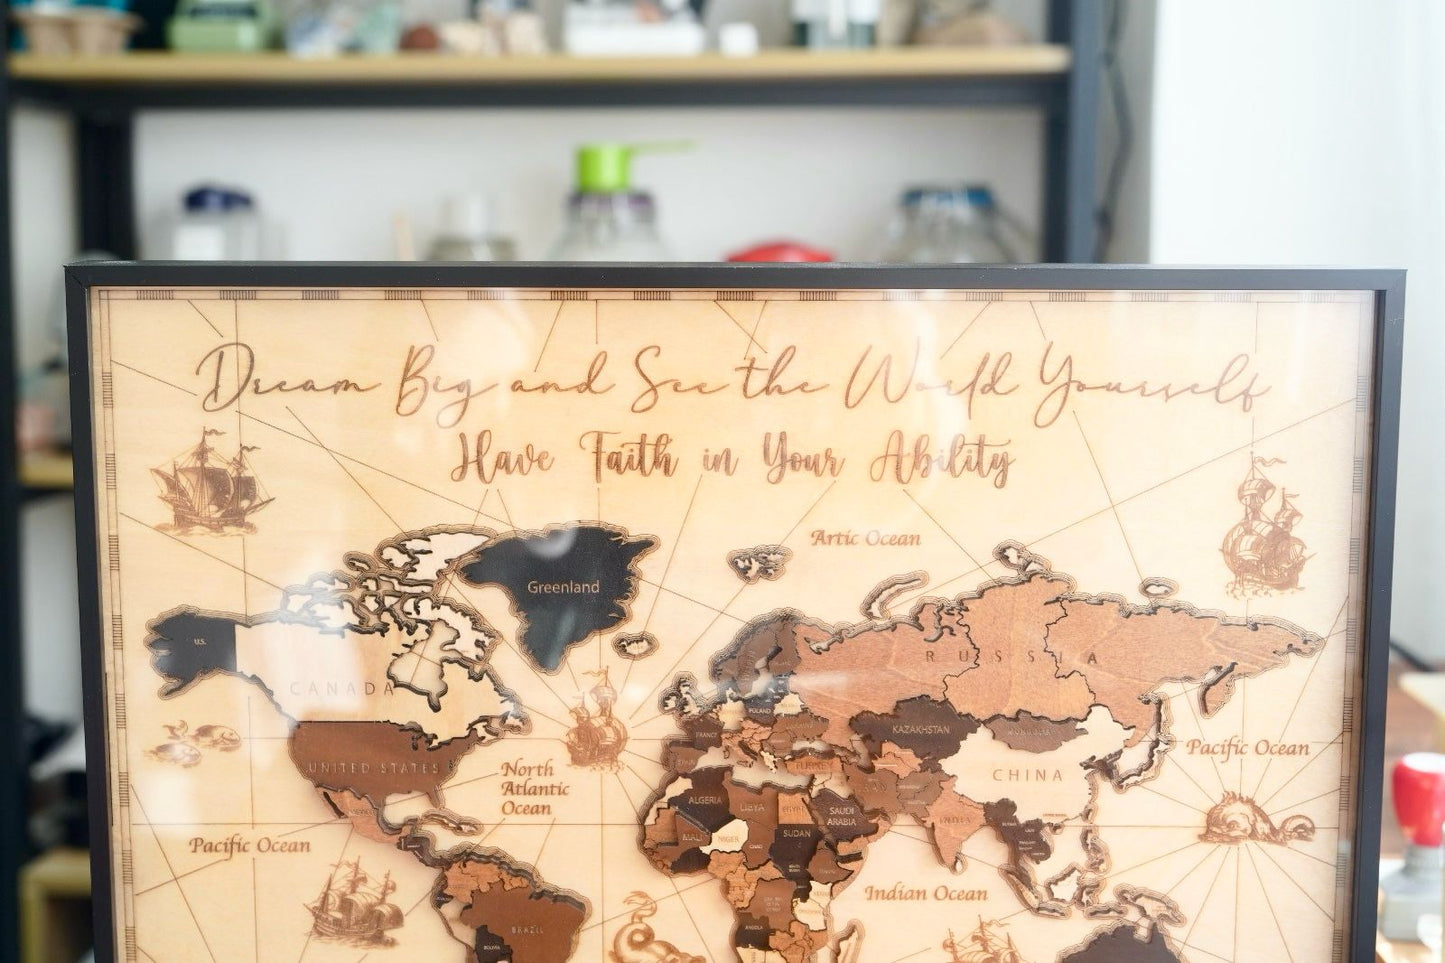 Dream Big and See the World Yourself
Have Faith in Your Ability
Artic Ocean
Greenland
U.S.
CANADA
RUSSIA
POLAND
FRANCE
KAZAKHSTAN
MONGOLIA
Pacific Ocean
UNITED STATES
North
Atlantic
Ocean
TURKEY
CHINA
ALGERIA
LIBYA
EGYPT
SAUDI
ARABIA
IRAN
INDIA
MALI
NIGER
CHAD
SUDAN
Pacific Ocean
Indian Ocean
BRAZIL
BOLIVIA
ANGOLA